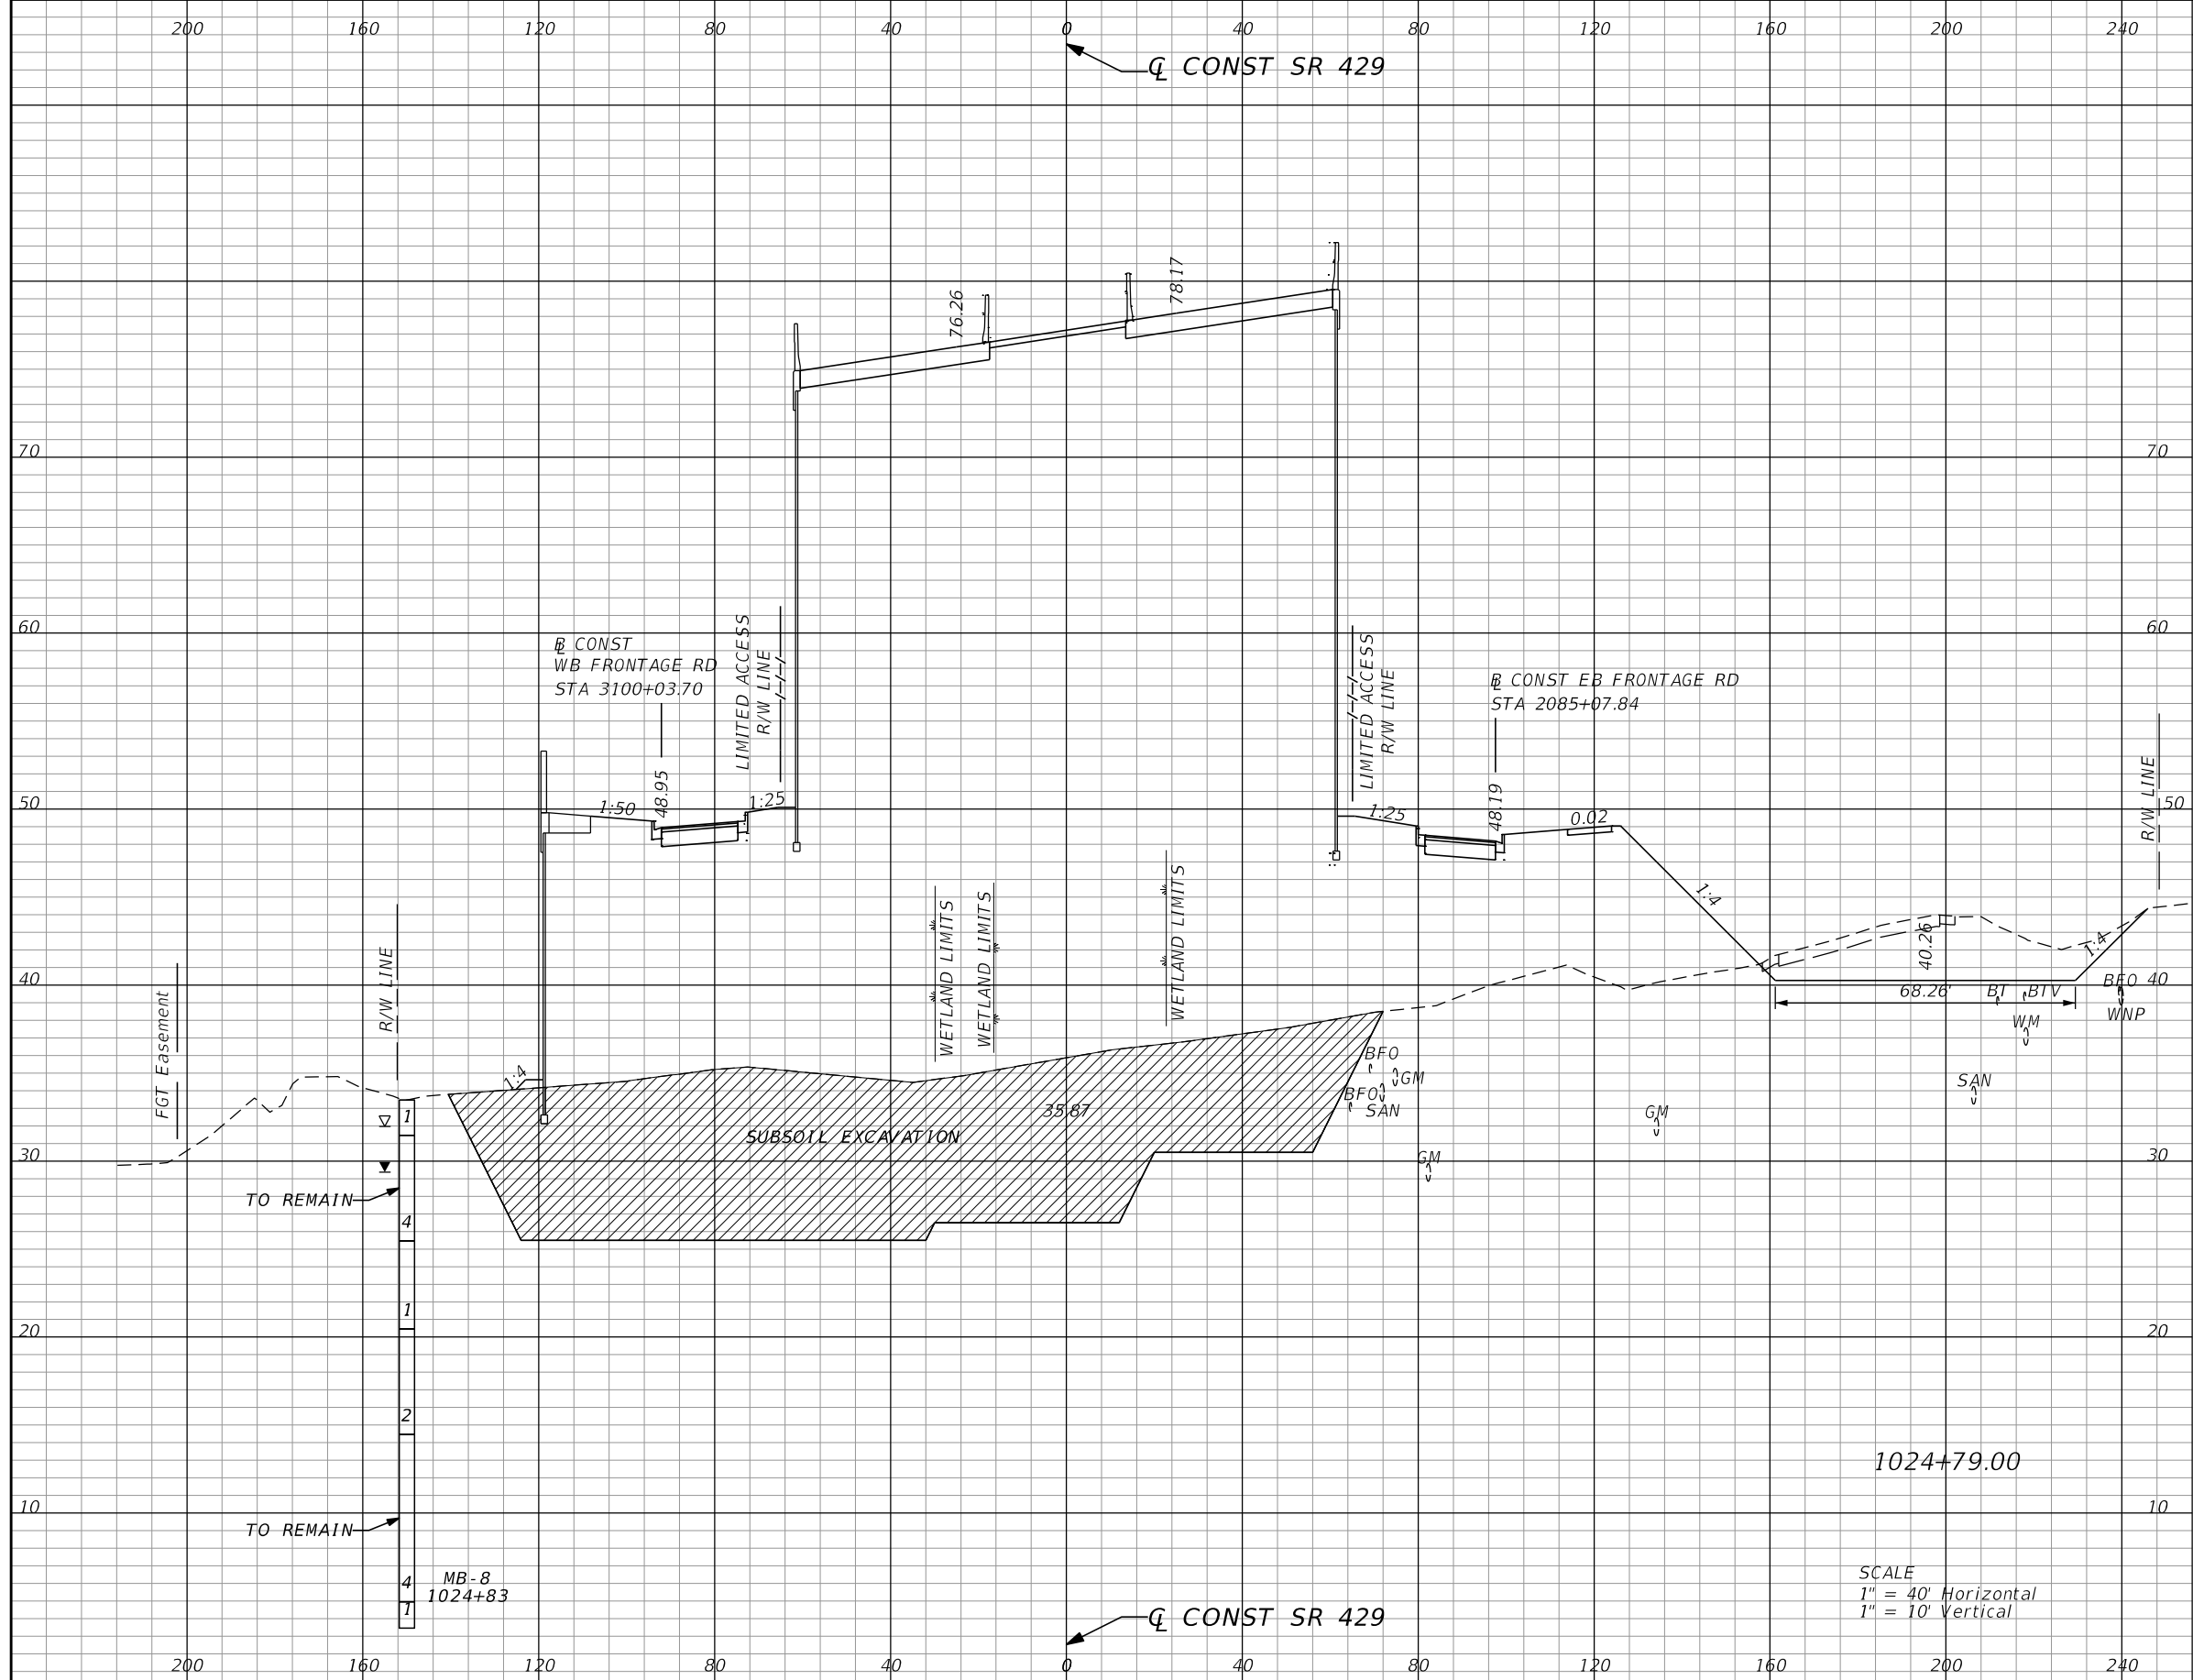 200 160 120 80 40 0 40 80 120 160 200 240
℄ CONST SR 429
76.26
78.17
70 70
60 60
℄ CONST
WB FRONTAGE RD
STA 3100+03.70
LIMITED ACCESS
R/W LINE
LIMITED ACCESS
R/W LINE
℄ CONST EB FRONTAGE RD
STA 2085+07.84
R/W LINE
50 50
1:50
48.95
1:25
1:25
48.19
0.02
1:4
40.26
1:4
FGT Easement
R/W LINE
WETLAND LIMITS
WETLAND LIMITS
WETLAND LIMITS
40 40
68.26'
BT
BTV
BFO
WNP
WM
1:4
BFO
GM
BFO
SAN
SAN
GM
GM
35.87
SUBSOIL EXCAVATION
1
30 30
TO REMAIN
4
1
20 20
2
1024+79.00
10 10
TO REMAIN
4
1
MB-8
1024+83
SCALE
1" = 40' Horizontal
1" = 10' Vertical
℄ CONST SR 429
200 160 120 80 40 0 40 80 120 160 200 240